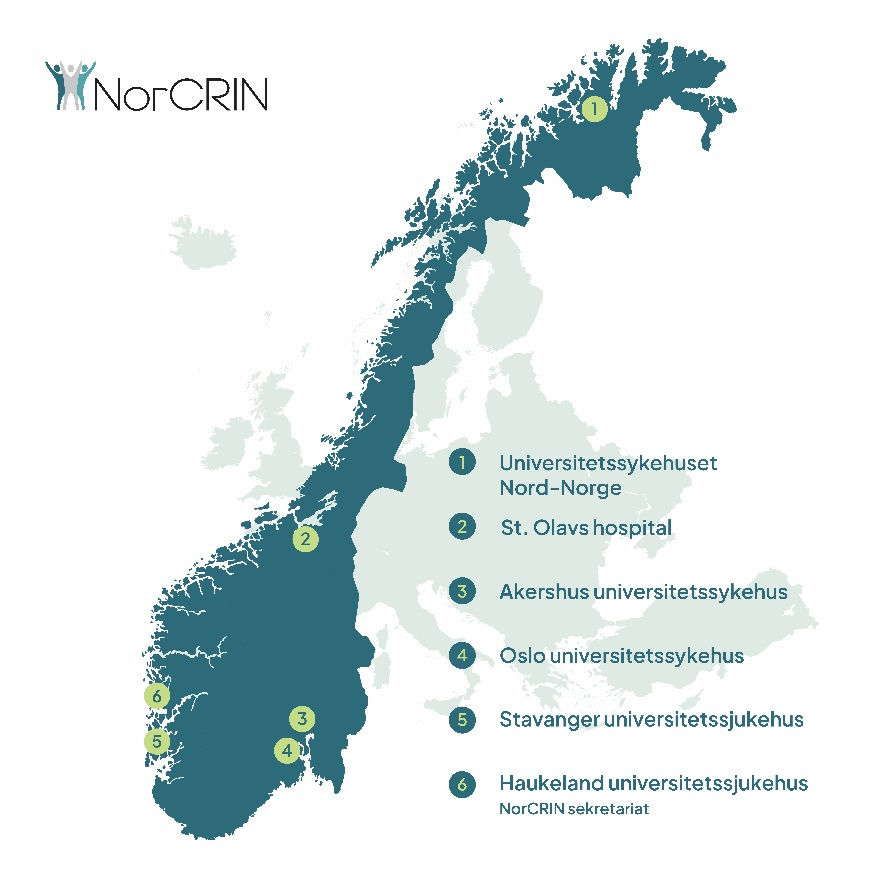 NorCRIN
1
1 Universitetssykehuset
Nord-Norge
2 St. Olavs hospital
2
3 Akershus universitetssykehus
4 Oslo universitetssykehus
6
3
5 Stavanger universitetssjukehus
5
4
6 Haukeland universitetssjukehus
NorCRIN sekretariat